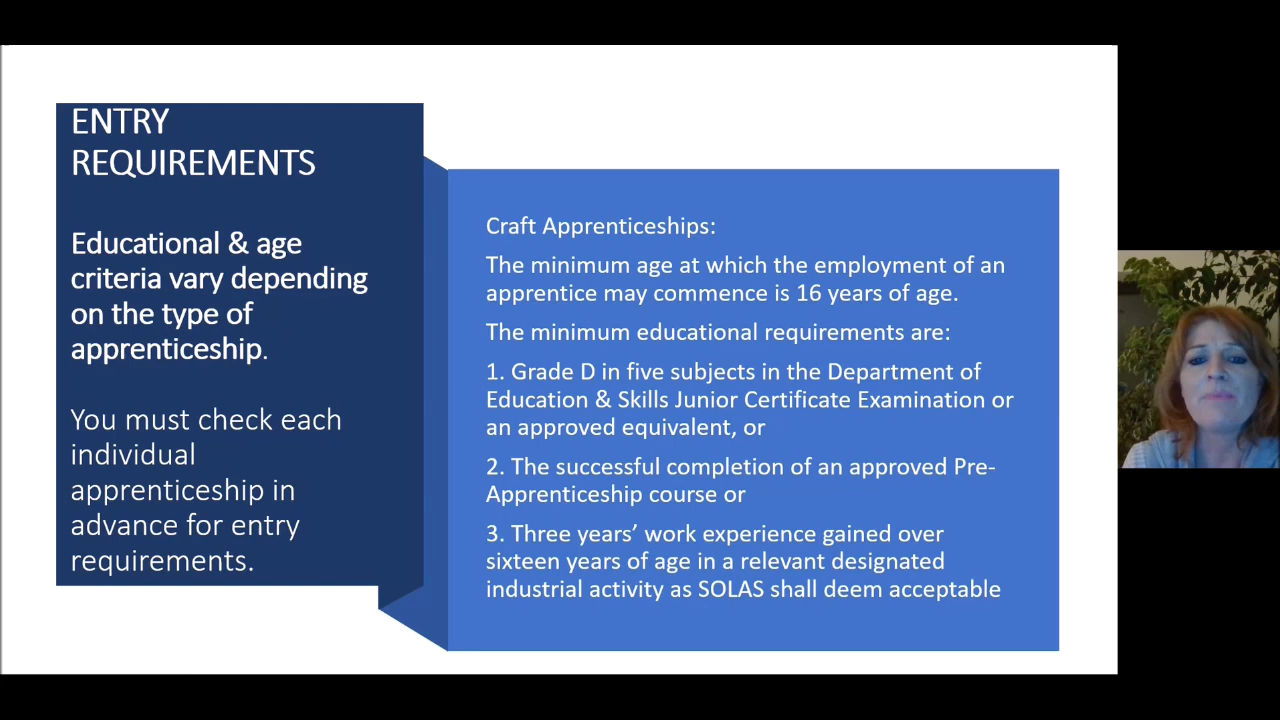 ENTRY
REQUIREMENTS
Educational & age
criteria vary depending
on the type of
apprenticeship.
You must check each
individual
apprenticeship in
advance for entry
requirements.
Craft Apprenticeships:
The minimum age at which the employment of an
apprentice may commence is 16 years of age.
The minimum educational requirements are:
1. Grade D in five subjects in the Department of
Education & Skills Junior Certificate Examination or
an approved equivalent, or
2. The successful completion of an approved Pre-
Apprenticeship course or
3. Three years’ work experience gained over
sixteen years of age in a relevant designated
industrial activity as SOLAS shall deem acceptable